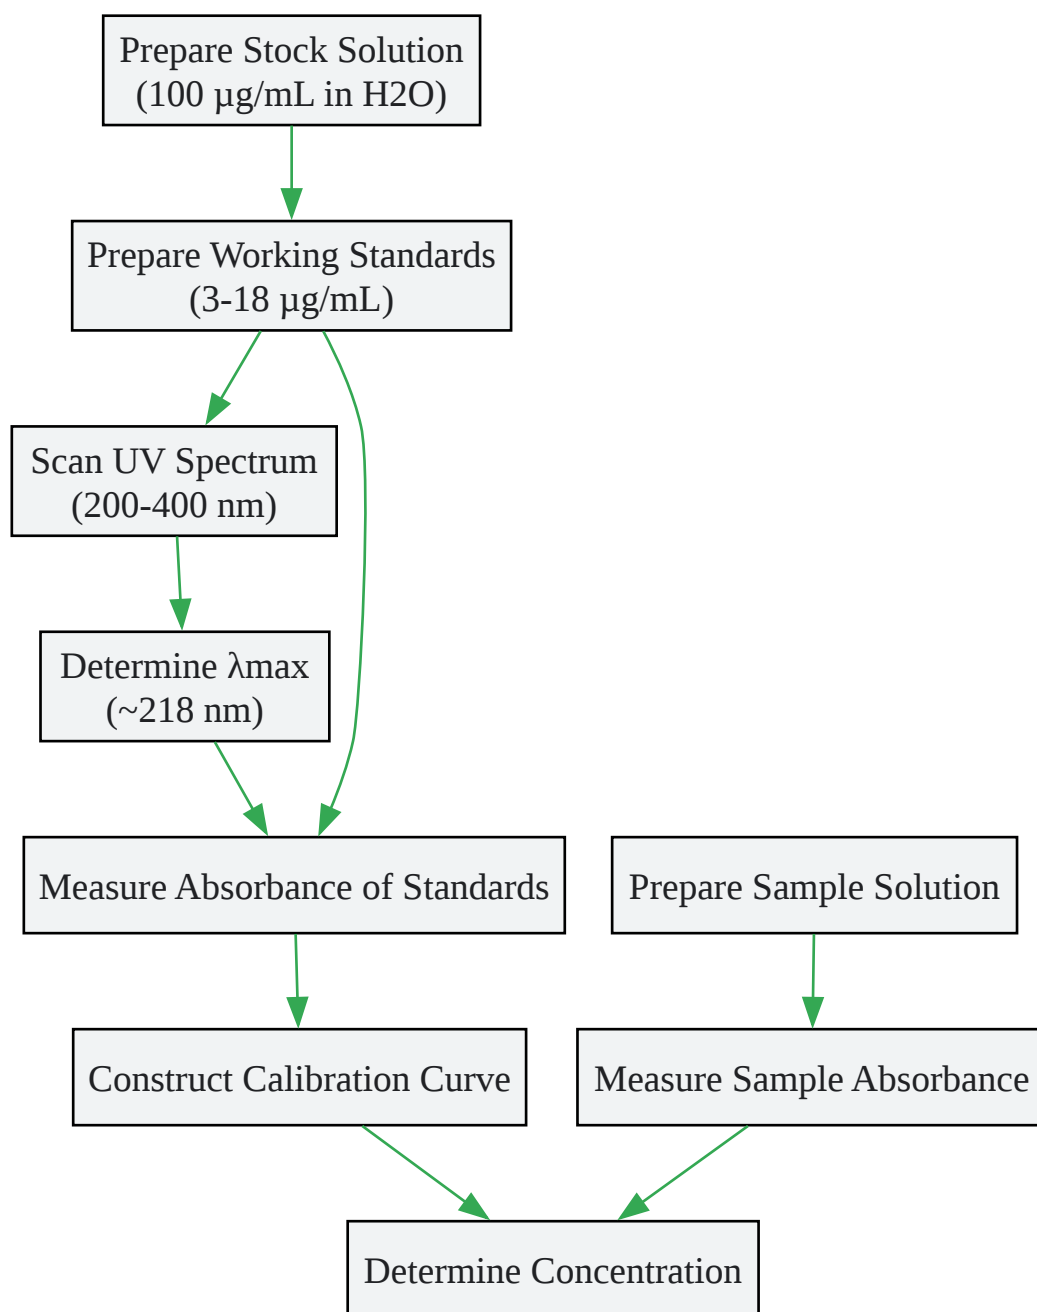 Prepare Stock Solution
(100 µg/mL in H2O)
Prepare Working Standards
(3-18 µg/mL)
Scan UV Spectrum
(200-400 nm)
Determine λmax
(~218 nm)
Measure Absorbance of Standards
Prepare Sample Solution
Construct Calibration Curve
Measure Sample Absorbance
Determine Concentration